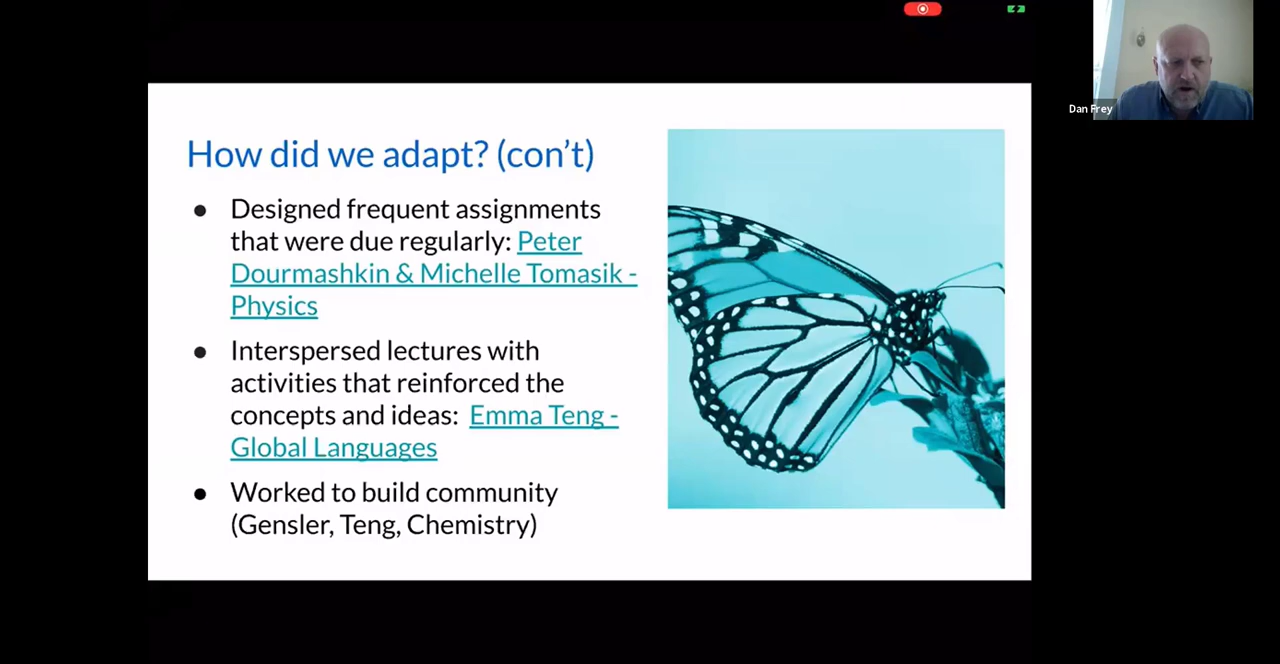 How did we adapt? (con't)
● Designed frequent assignments
that were due regularly: Peter
Dourmashkin & Michelle Tomasik -
Physics
● Interspersed lectures with
activities that reinforced the
concepts and ideas: Emma Teng -
Global Languages
● Worked to build community
(Gensler, Teng, Chemistry)
Dan Frey